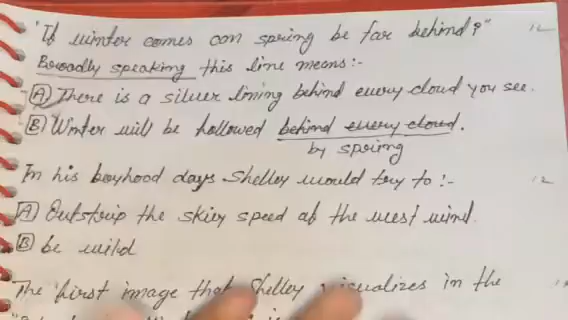 "If winter comes can spring be far behind?" 12
Broadly speaking this line means:-
(A) There is a silver lining behind every cloud you see.
(B) Winter will be followed behind every cloud.
by spring
In his boyhood days Shelley would try to :- 12
(A) Outstrip the skiey speed of the west wind.
(B) be wild
The first image that Shelley visualizes in the